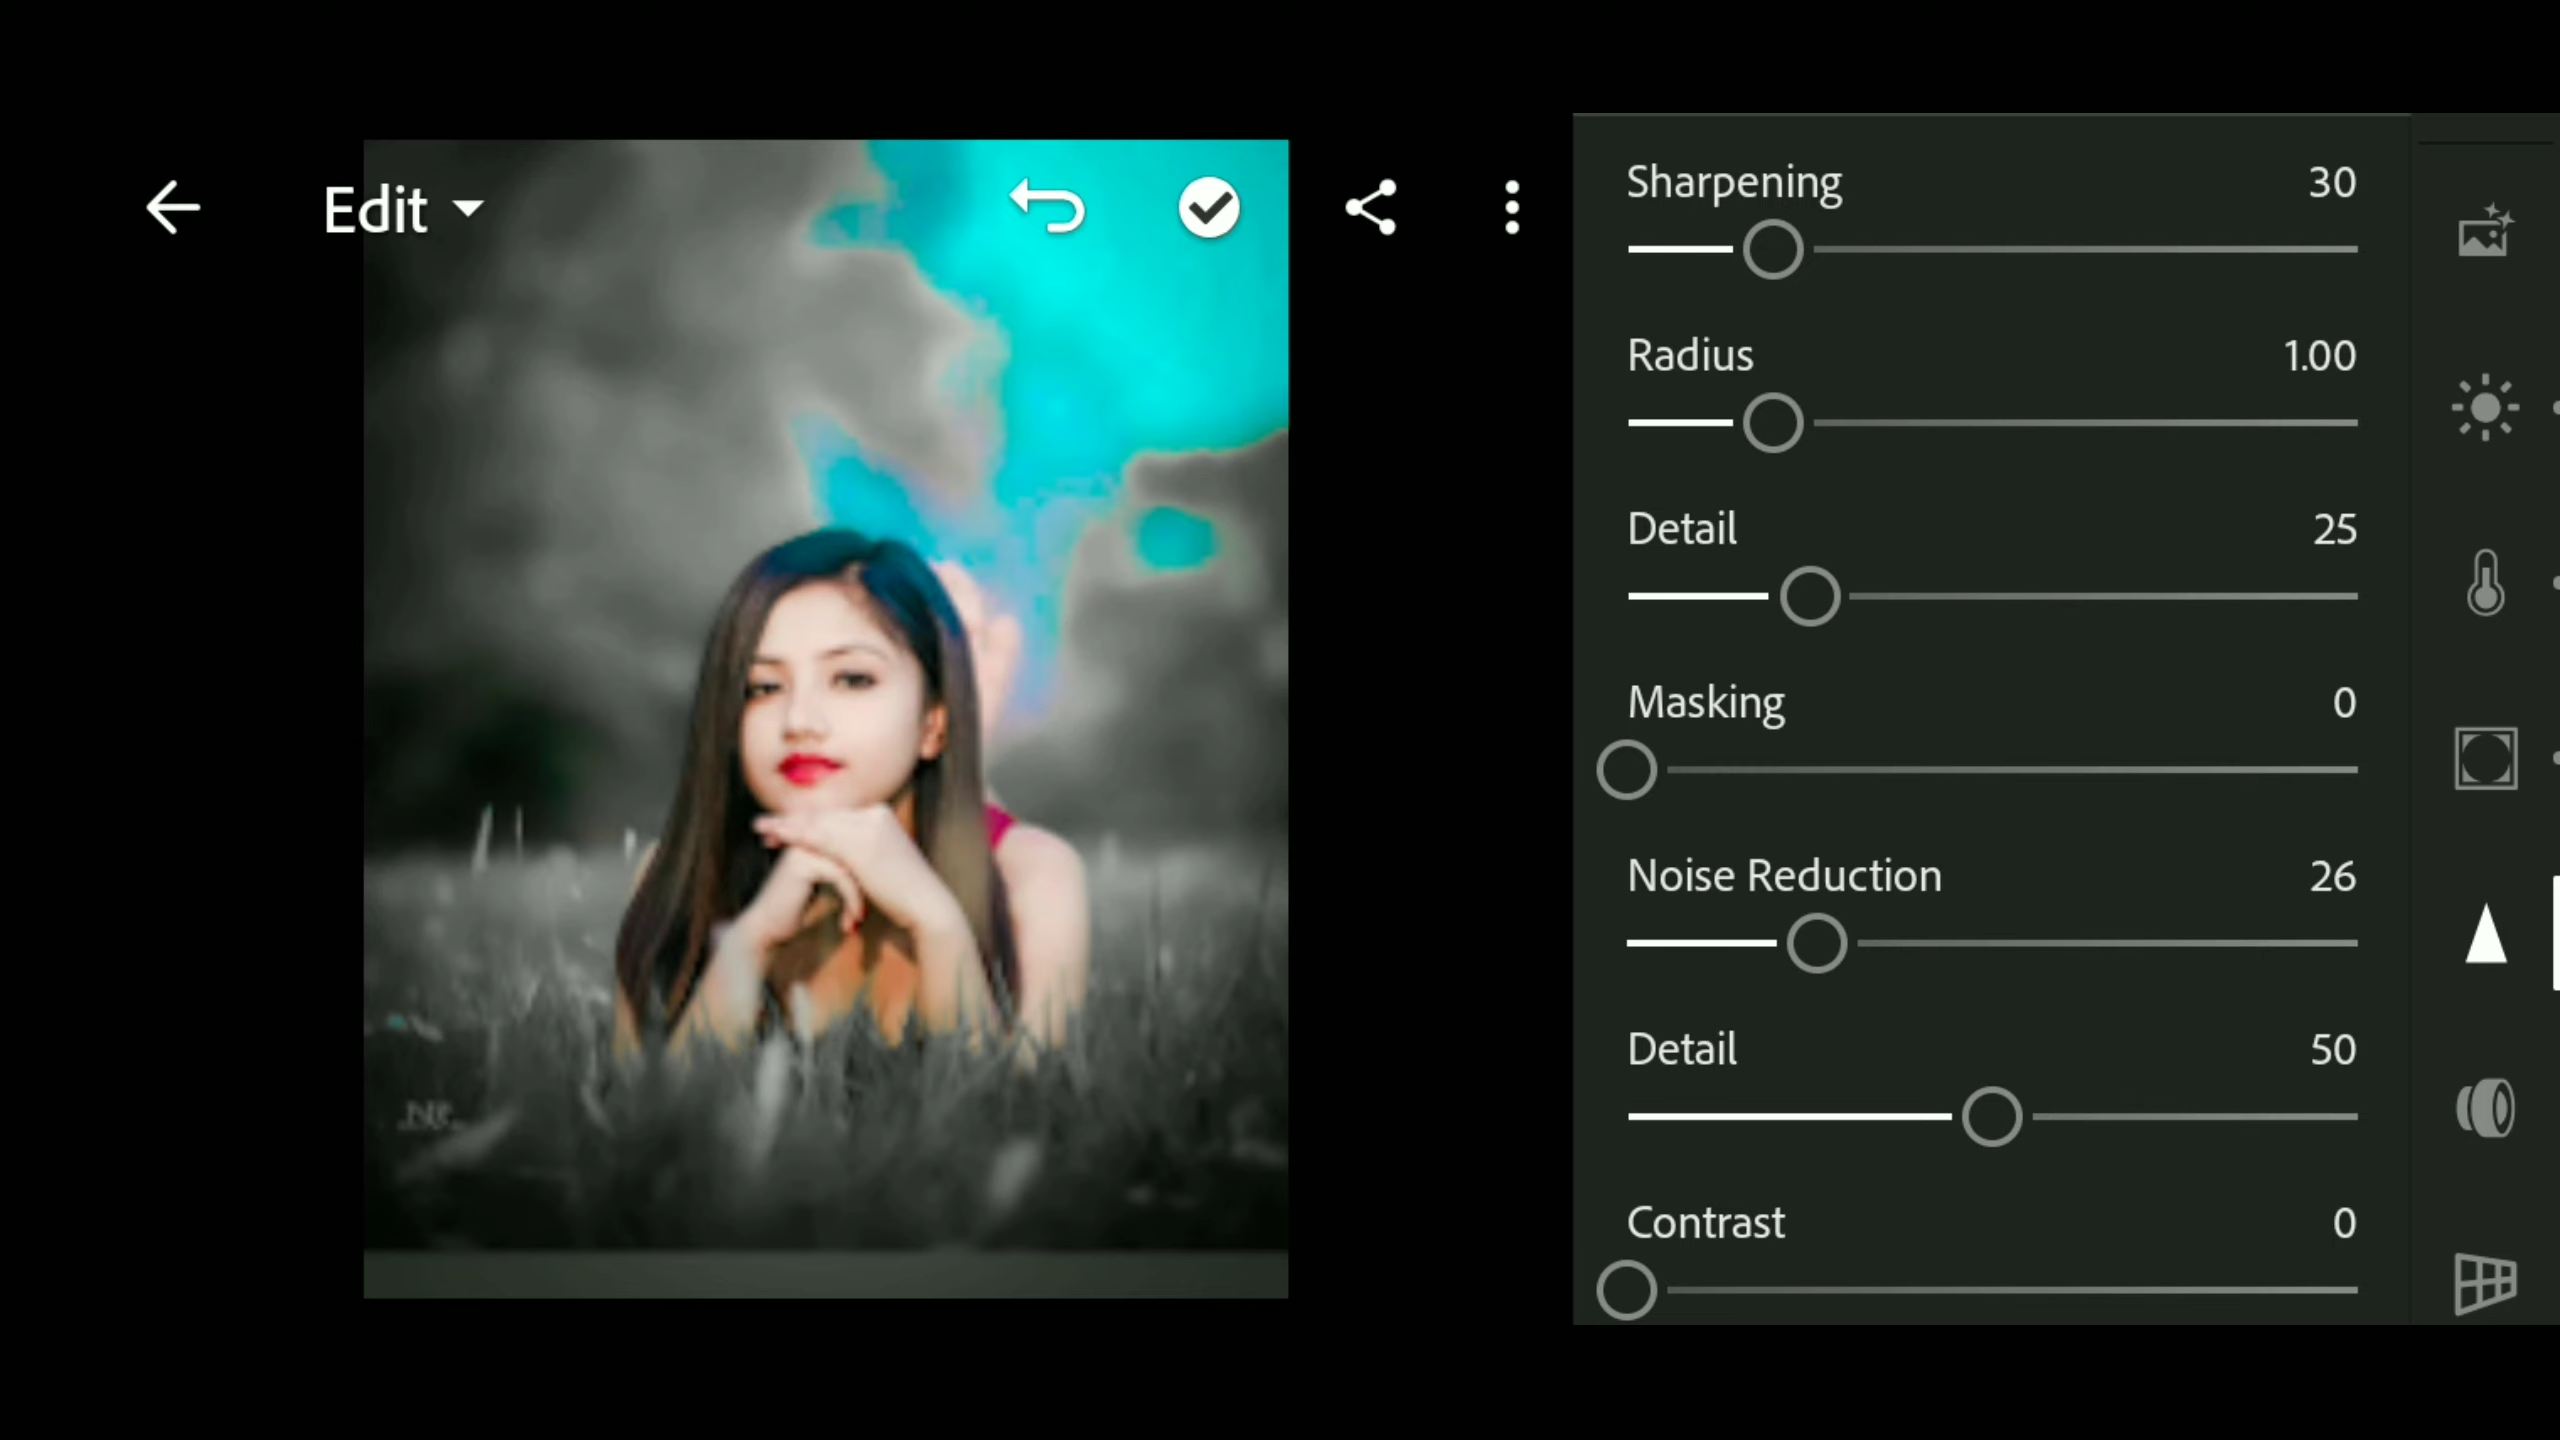 Edit
Sharpening 30
Radius 1.00
Detail 25
Masking 0
Noise Reduction 26
Detail 50
Contrast 0